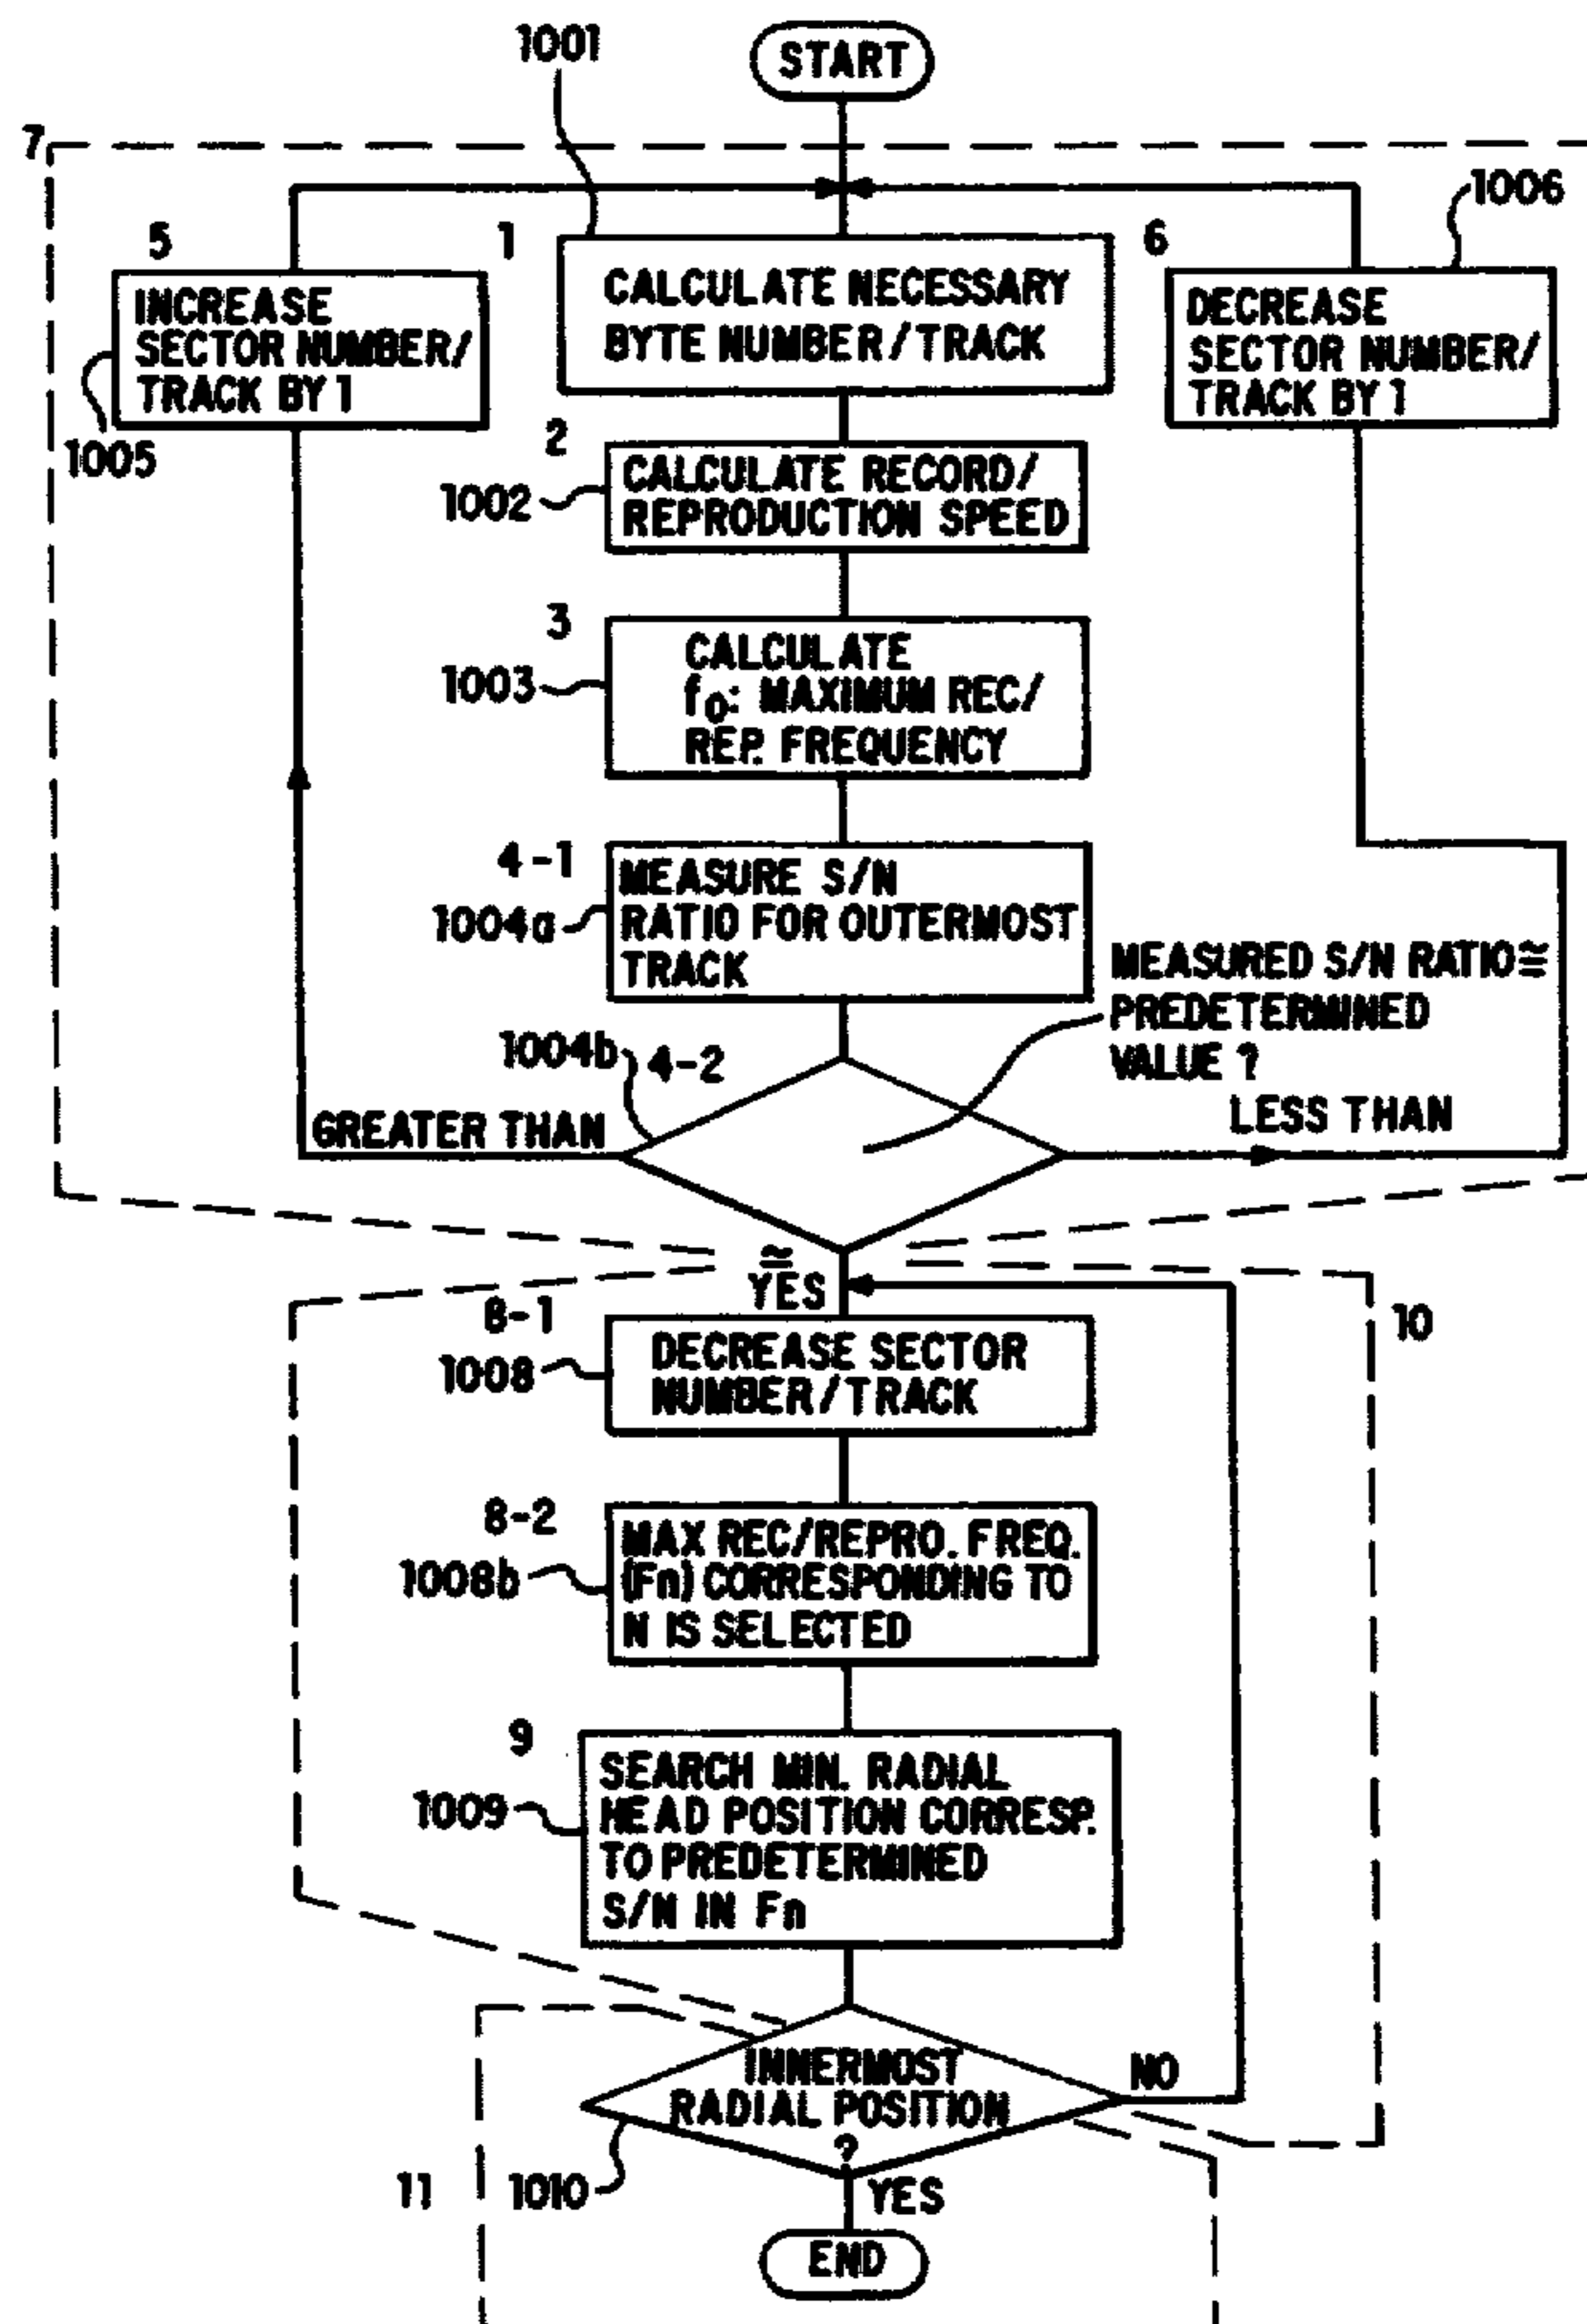 START
1001
7
1006
5
1
6
INCREASE
SECTOR NUMBER/
TRACK BY 1
1005
CALCULATE NECESSARY
BYTE NUMBER/TRACK
DECREASE
SECTOR NUMBER/
TRACK BY 1
2
1002
CALCULATE RECORD/
REPRODUCTION SPEED
3
1003
CALCULATE
f0: MAXIMUM REC/
REP. FREQUENCY
4-1
1004a
MEASURE S/N
RATIO FOR OUTERMOST
TRACK
MEASURED S/N RATIO≅
PREDETERMINED
VALUE ?
1004b
4-2
GREATER THAN
LESS THAN
≅
YES
10
8-1
1008
DECREASE SECTOR
NUMBER/TRACK
8-2
1008b
MAX REC/REPRO. FREQ.
(Fn) CORRESPONDING TO
N IS SELECTED
9
1009
SEARCH MIN. RADIAL
HEAD POSITION CORRESP.
TO PREDETERMINED
S/N IN Fn
INNERMOST
RADIAL POSITION
?
NO
11
1010
YES
END